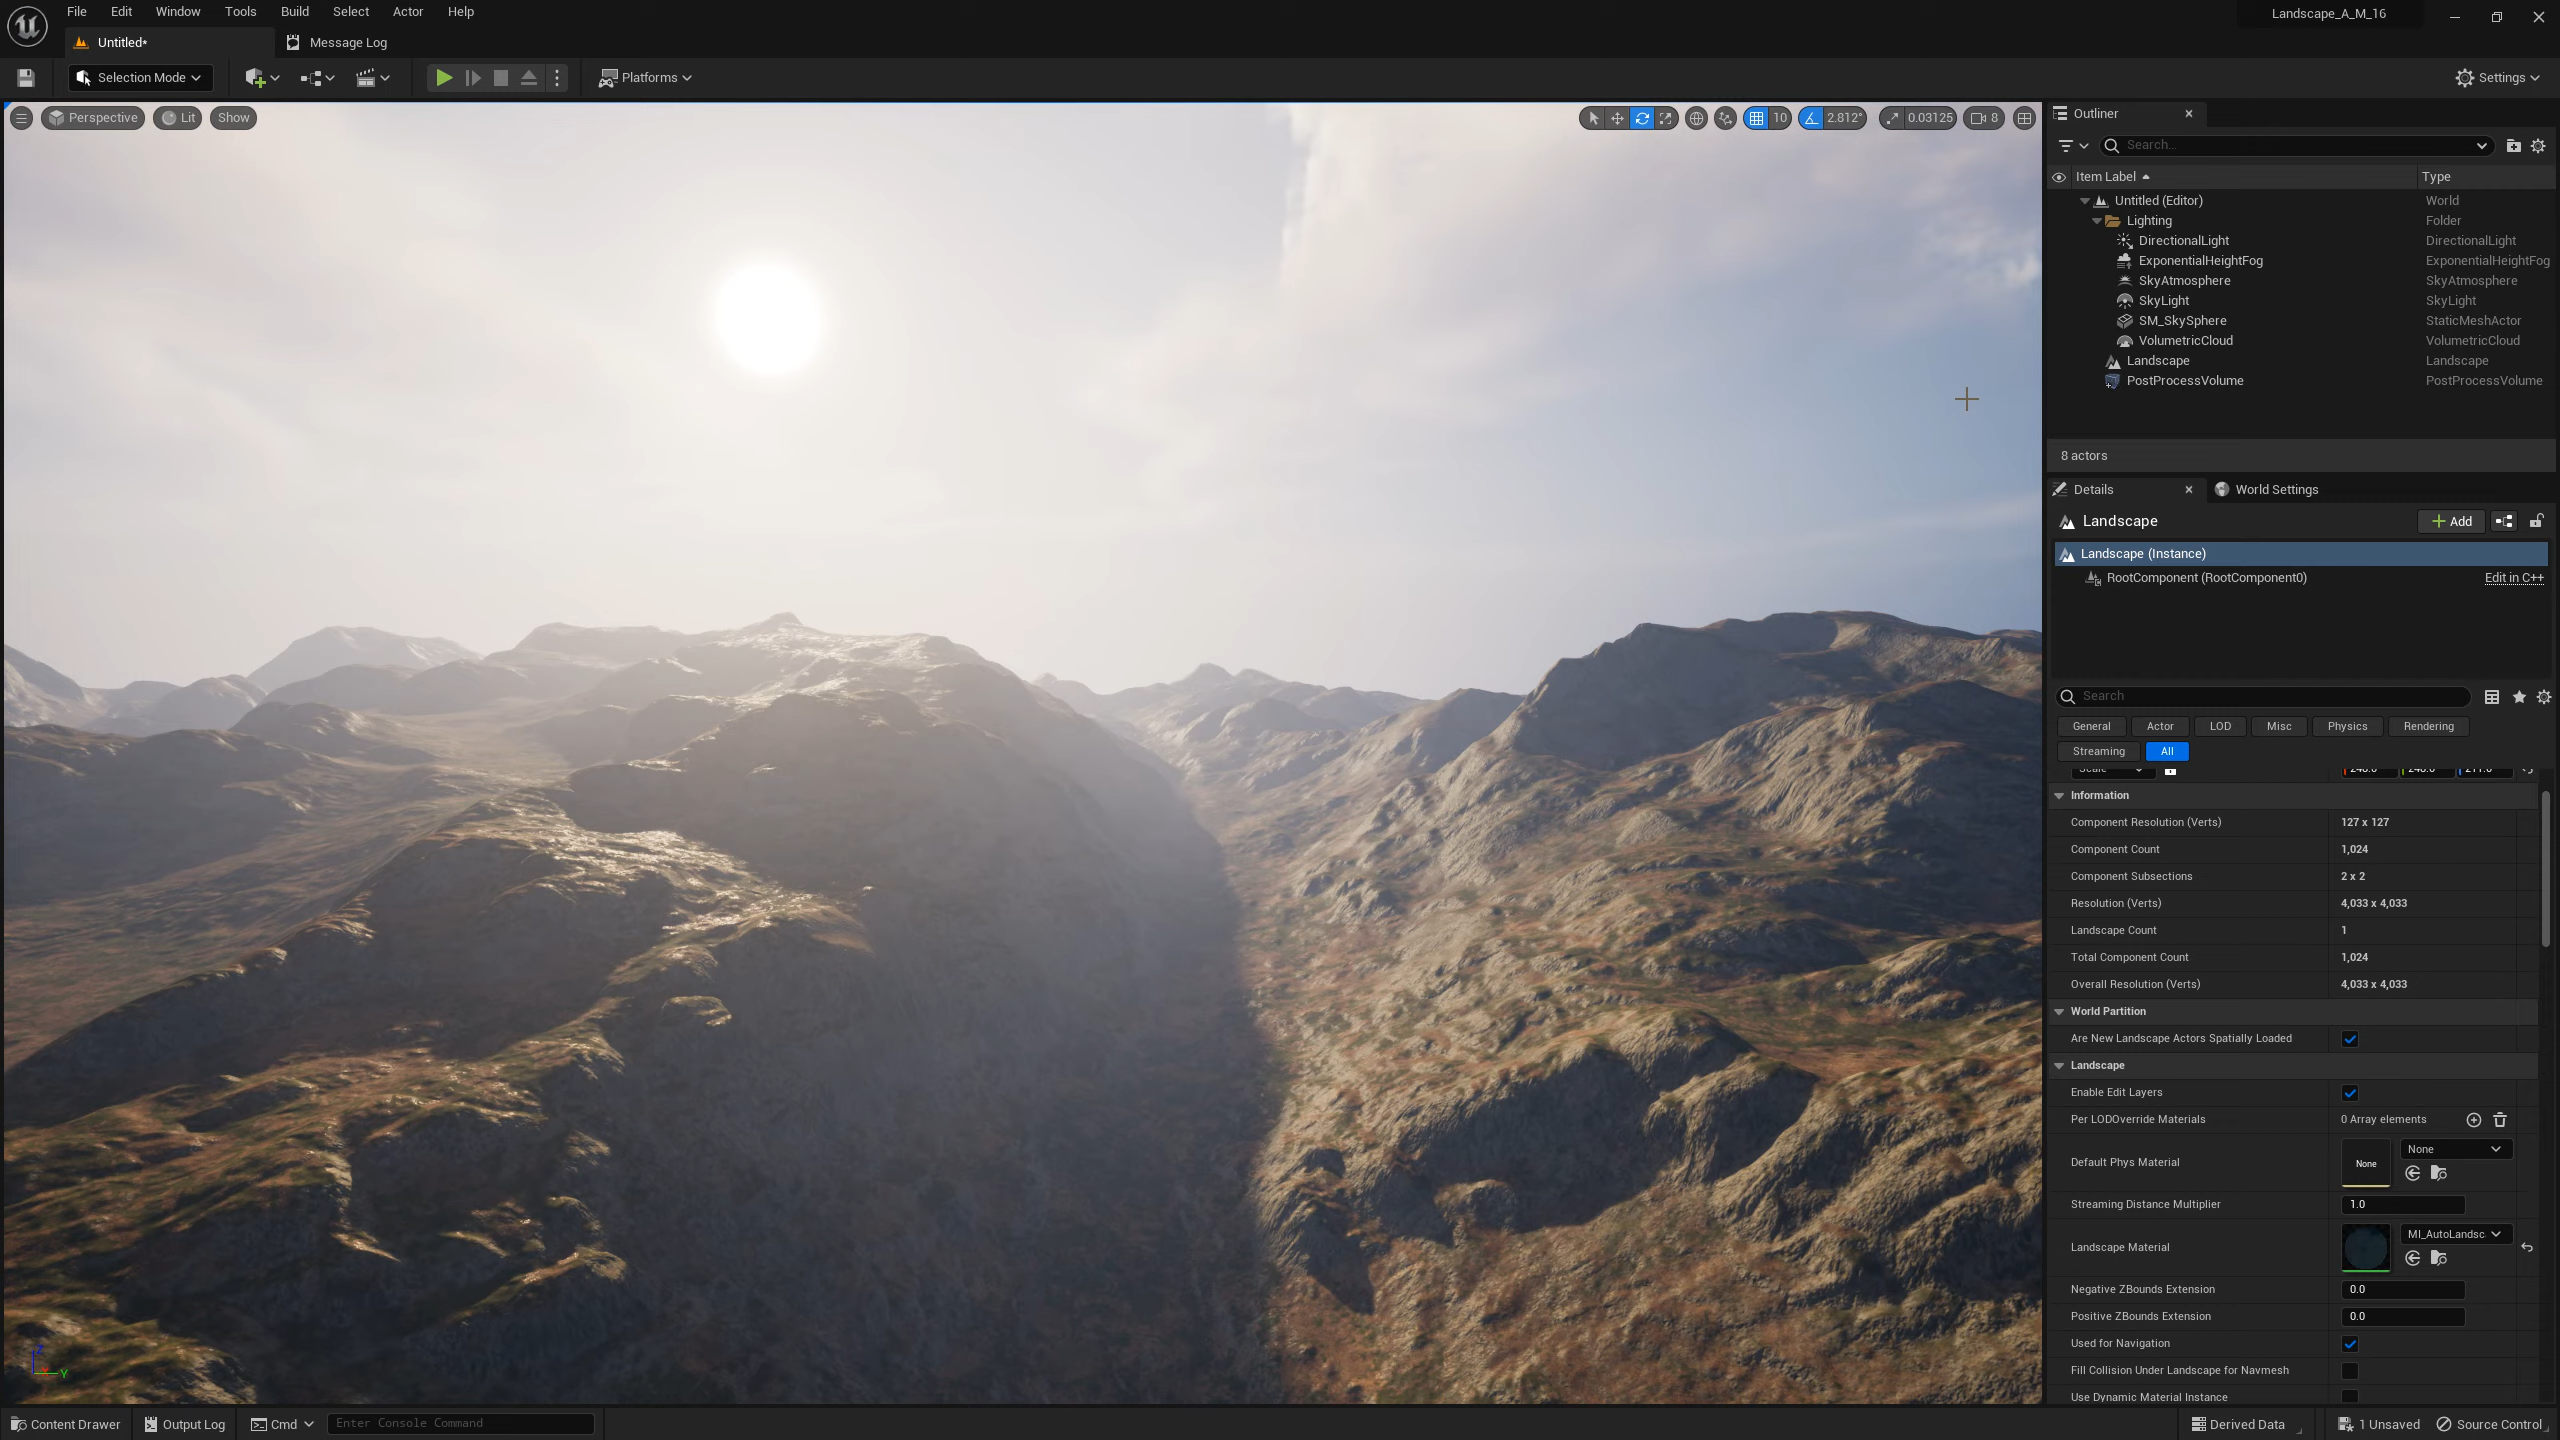 File Edit Window Tools Build Select Actor Help
Landscape_A_M_16
Untitled*
Message Log
Selection Mode
Platforms
Settings
Perspective
Lit
Show
10
2.812°
0.03125
8
Outliner
Search...
Item Label
Type
Untitled (Editor) World
Lighting Folder
DirectionalLight DirectionalLight
ExponentialHeightFog ExponentialHeightFog
SkyAtmosphere SkyAtmosphere
SkyLight SkyLight
SM_SkySphere StaticMeshActor
VolumetricCloud VolumetricCloud
Landscape Landscape
PostProcessVolume PostProcessVolume
8 actors
Details
World Settings
Landscape
Add
Landscape (Instance)
RootComponent (RootComponent0)
Edit in C++
Search
General Actor LOD Misc Physics Rendering
Streaming All
Information
Component Resolution (Verts) 127 x 127
Component Count 1,024
Component Subsections 2 x 2
Resolution (Verts) 4,033 x 4,033
Landscape Count 1
Total Component Count 1,024
Overall Resolution (Verts) 4,033 x 4,033
World Partition
Are New Landscape Actors Spatially Loaded
Landscape
Enable Edit Layers
Per LODOverride Materials 0 Array elements
Default Phys Material None None
Streaming Distance Multiplier 1.0
Landscape Material MI_AutoLandsc
Negative ZBounds Extension 0.0
Positive ZBounds Extension 0.0
Used for Navigation
Fill Collision Under Landscape for Navmesh
Use Dynamic Material Instance
Z
Y
Content Drawer
Output Log
Cmd
Enter Console Command
Derived Data
1 Unsaved
Source Control